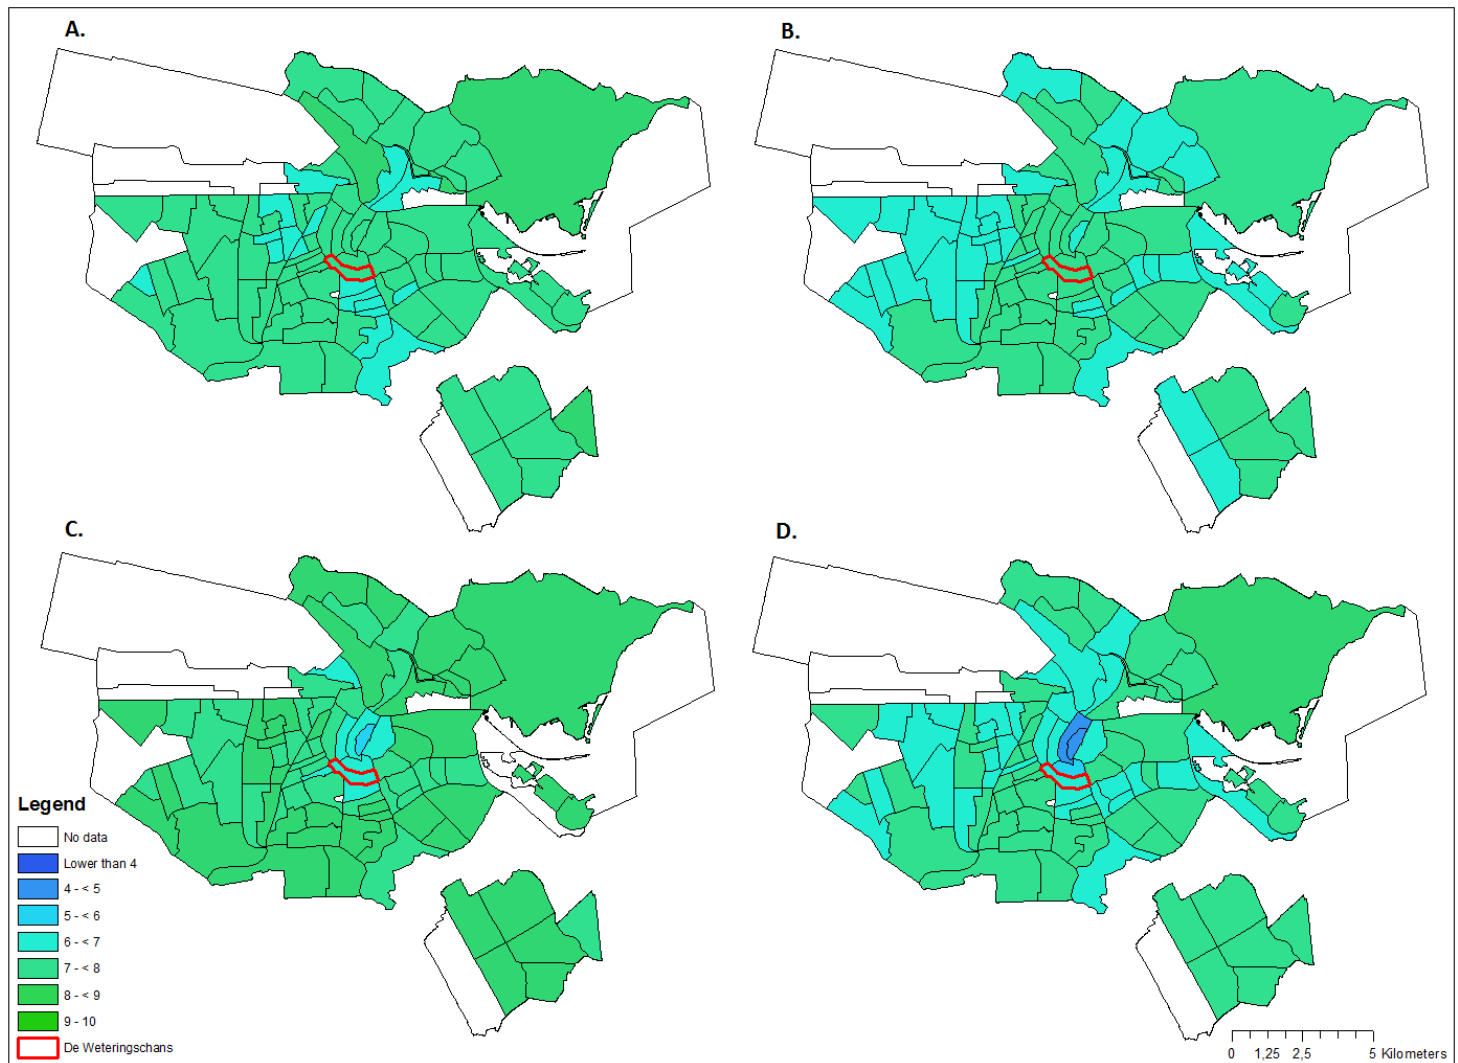 A.
B.
C.
D.
Legend
No data
Lower than 4
4 - < 5
5 - < 6
6 - < 7
7 - < 8
8 - < 9
9 - 10
De Weteringschans
0 1,25 2,5 5 Kilometers